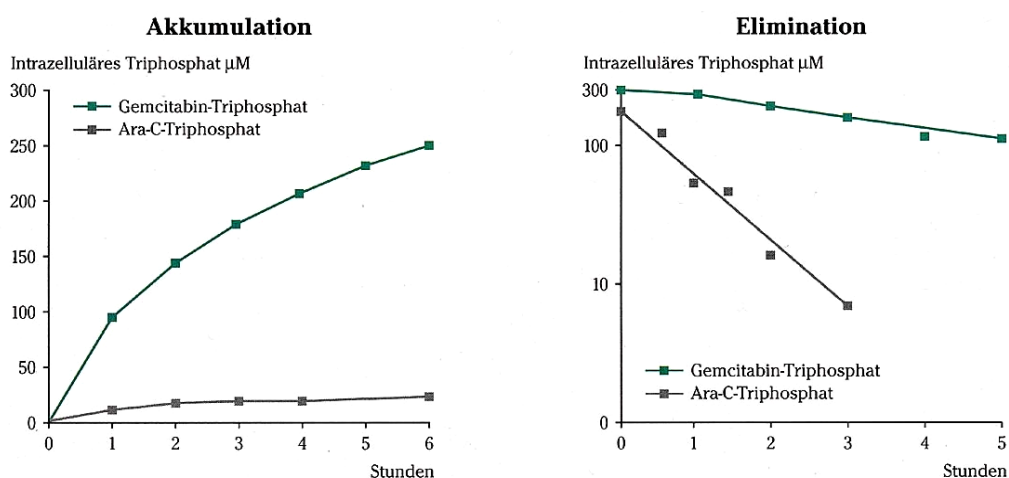 Akkumulation
Intrazelluläres Triphosphat µM
300
250
200
150
100
50
0
Gemcitabin-Triphosphat
Ara-C-Triphosphat
0 1 2 3 4 5 6
Stunden
Elimination
Intrazelluläres Triphosphat µM
300
100
10
0
Gemcitabin-Triphosphat
Ara-C-Triphosphat
0 1 2 3 4 5
Stunden